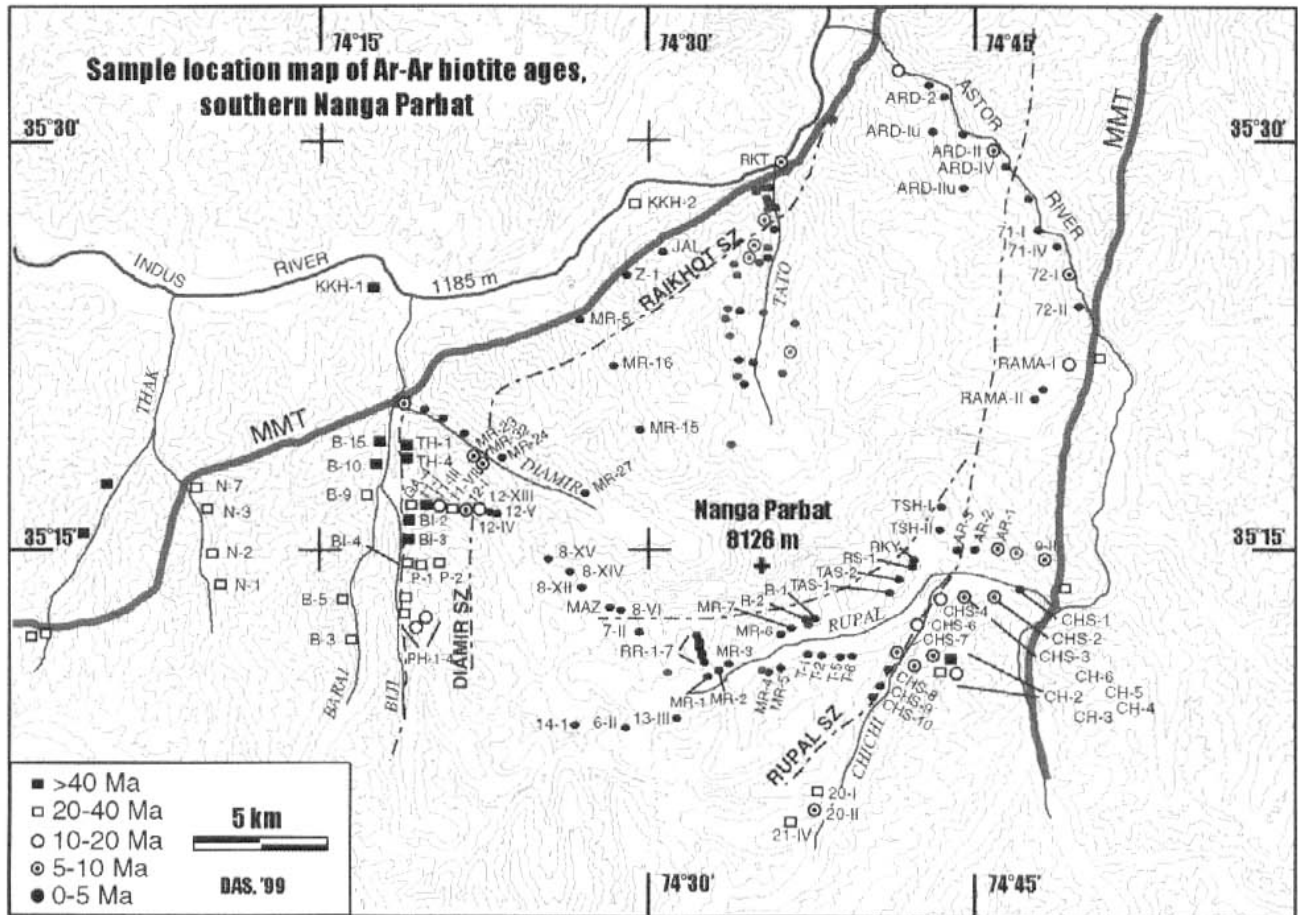 74°15'
74°30'
74°45'
Sample location map of Ar-Ar biotite ages,
southern Nanga Parbat
35°30'
35°30'
ASTOR
RIVER
MMT
ARD-2
ARD-Iu
ARD-II
ARD-IV
ARD-IIu
RKT
KKH-2
JAL
Z-1
RAIKHOT SZ
TATO
71-I
71-IV
72-I
72-II
INDUS
RIVER
1185 m
KKH-1
MR-5
MR-16
MR-15
RAMA-I
RAMA-II
THAK
MMT
B-15
TH-1
B-10
TH-4
B-9
MR-24
DIAMIR
MR-27
N-7
N-3
N-2
N-1
11-VII
12-I
12-XIII
12-V
12-IV
BI-2
BI-3
BI-4
P-1
P-2
B-5
B-3
PH-1-4
BARAI
BIJI
DIAMIR SZ
35°15'
35°15'
Nanga Parbat
8126 m
8-XV
8-XIV
8-XII
MAZ
8-VI
7-II
RR-1-7
MR-1
MR-2
MR-3
MR-4
MR-5
MR-6
MR-7
R-2
R-1
TAS-1
TAS-2
RS-1
RKY
TSH-I
TSH-II
AR-3
AR-2
AR-1
9-II
RUPAL
T-1
T-2
T-5
T-6
CHS-4
CHS-6
CHS-7
CHS-8
CHS-9
CHS-10
CHS-1
CHS-2
CHS-3
CH-6
CH-5
CH-2
CH-4
CH-3
14-1
6-II
13-III
RUPAL SZ
CHICHI
20-I
20-II
21-IV
>40 Ma
20-40 Ma
10-20 Ma
5-10 Ma
0-5 Ma
5 km
DAS. '99
74°30'
74°45'